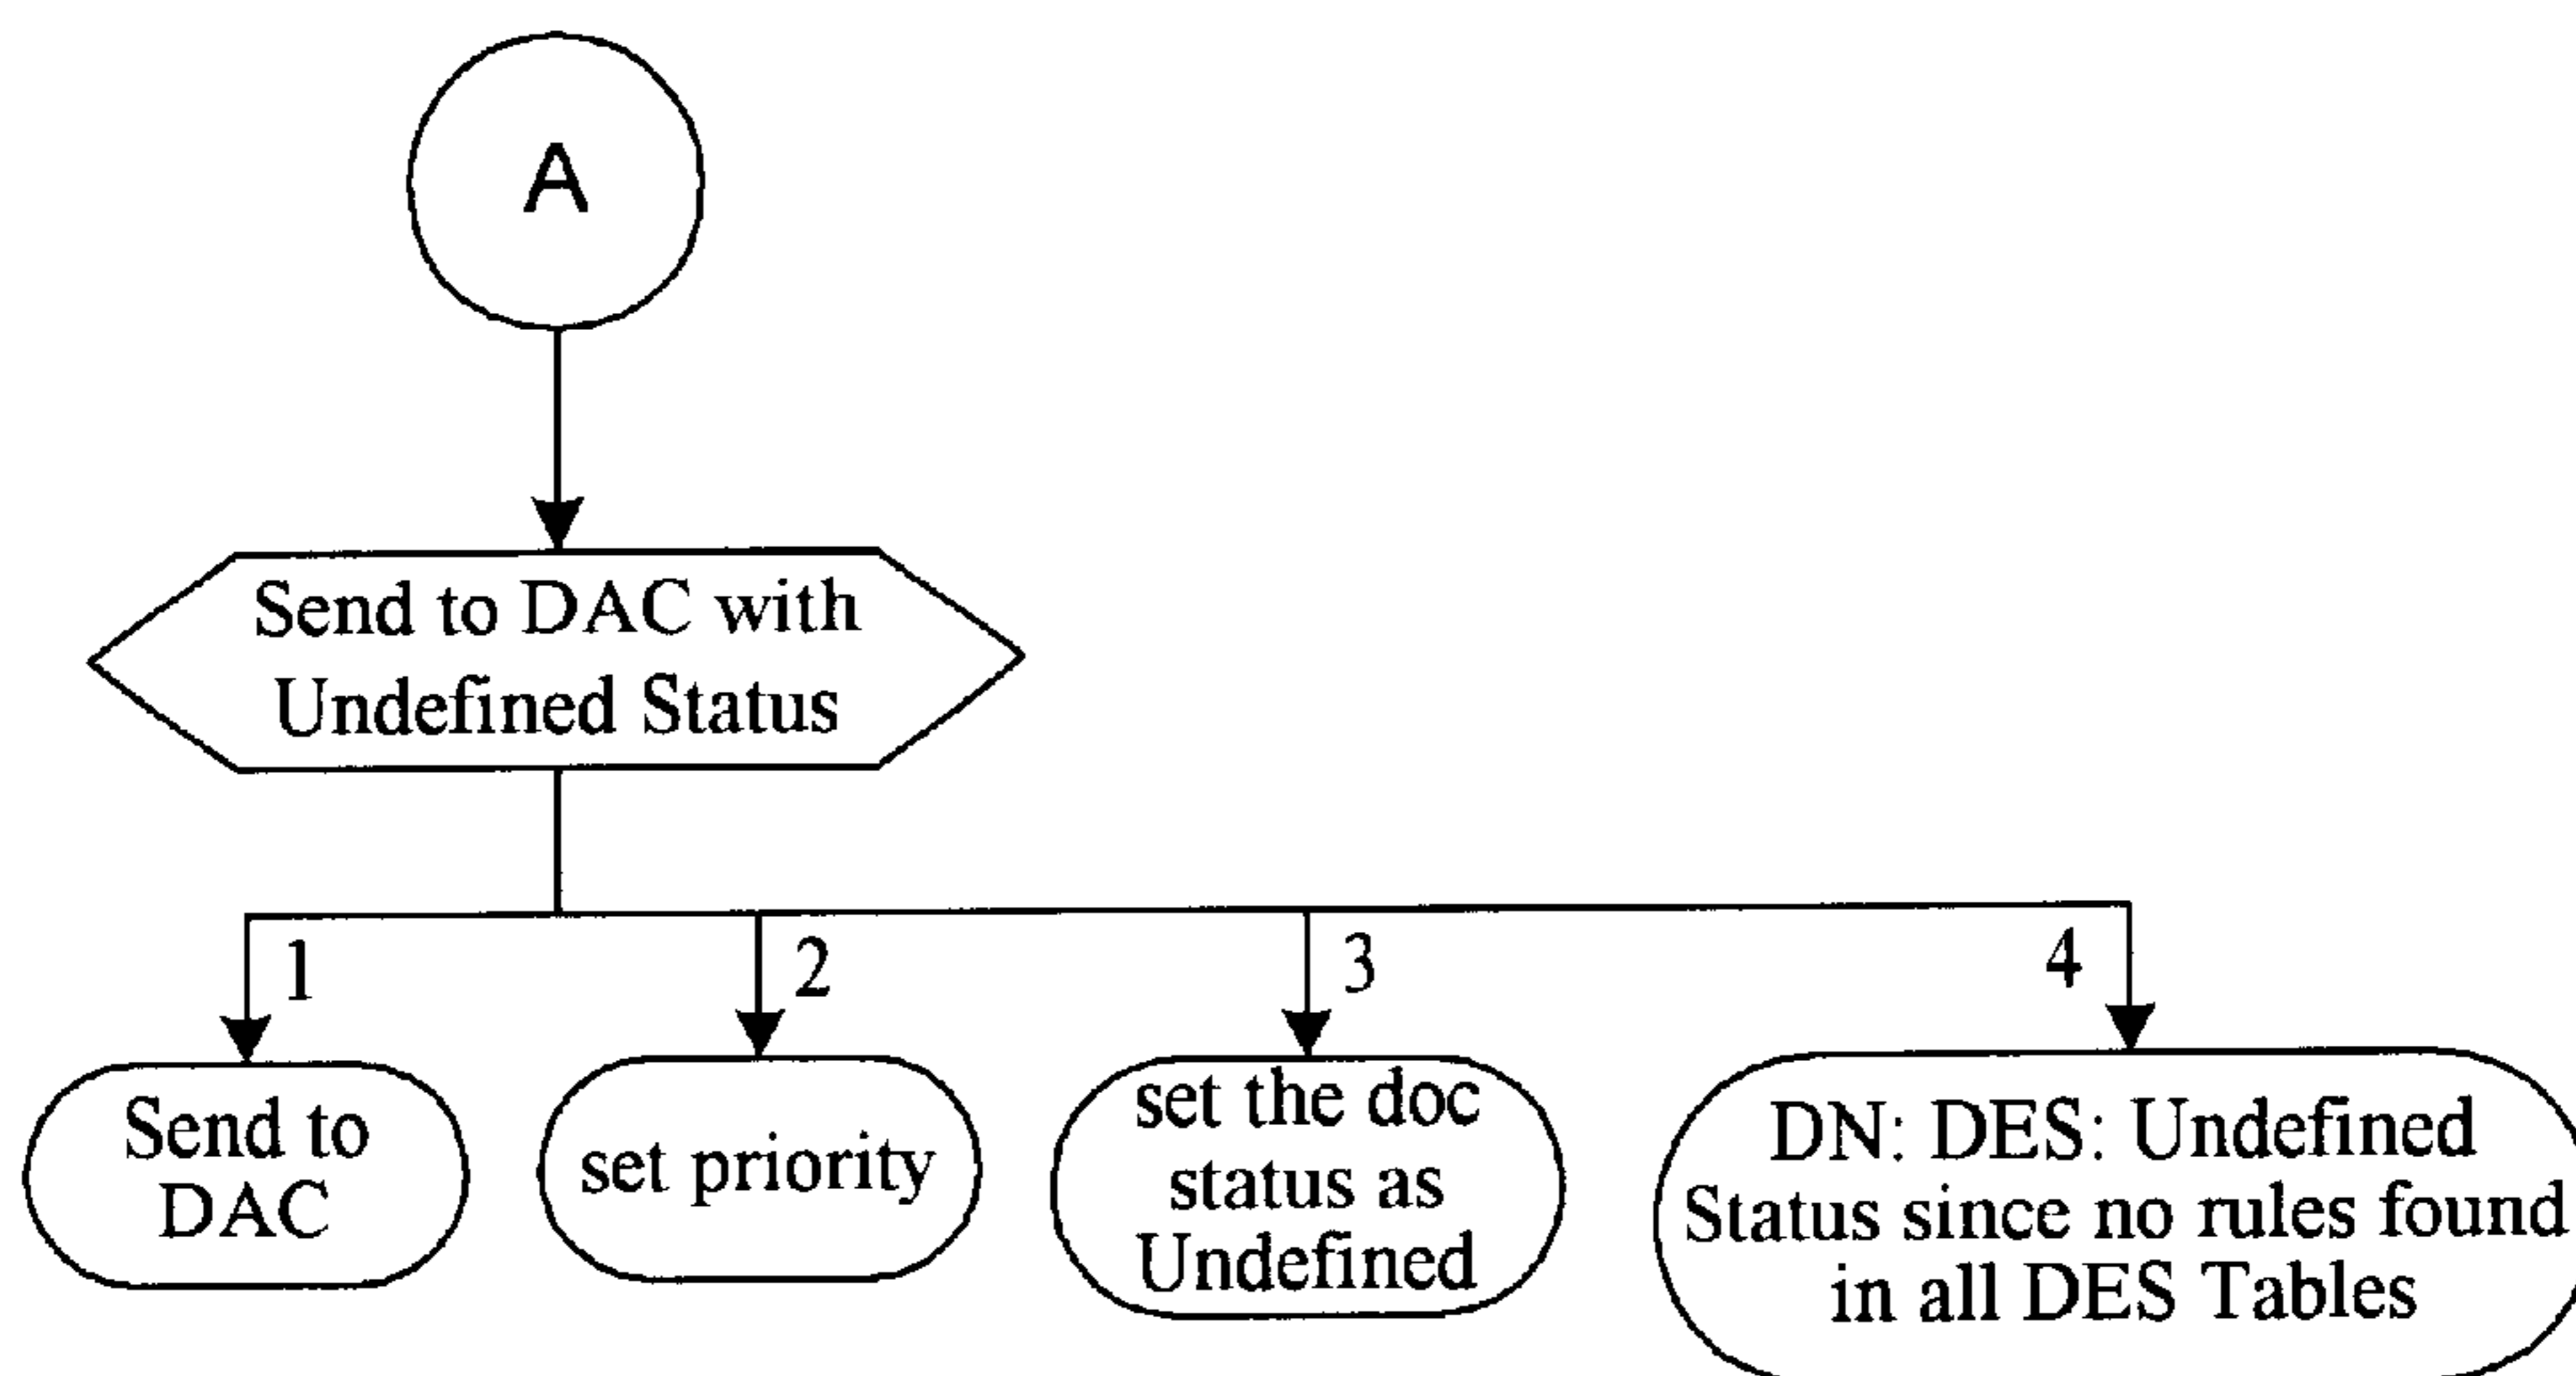 A
Send to DAC with
Undefined Status
1
2
3
4
Send to
DAC
set priority
set the doc
status as
Undefined
DN: DES: Undefined
Status since no rules found
in all DES Tables